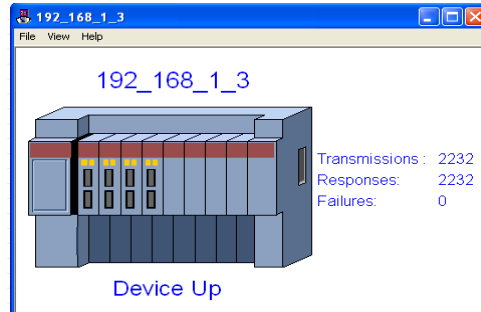 192_168_1_3
File View Help
192_168_1_3
Transmissions : 2232
Responses: 2232
Failures: 0
Device Up